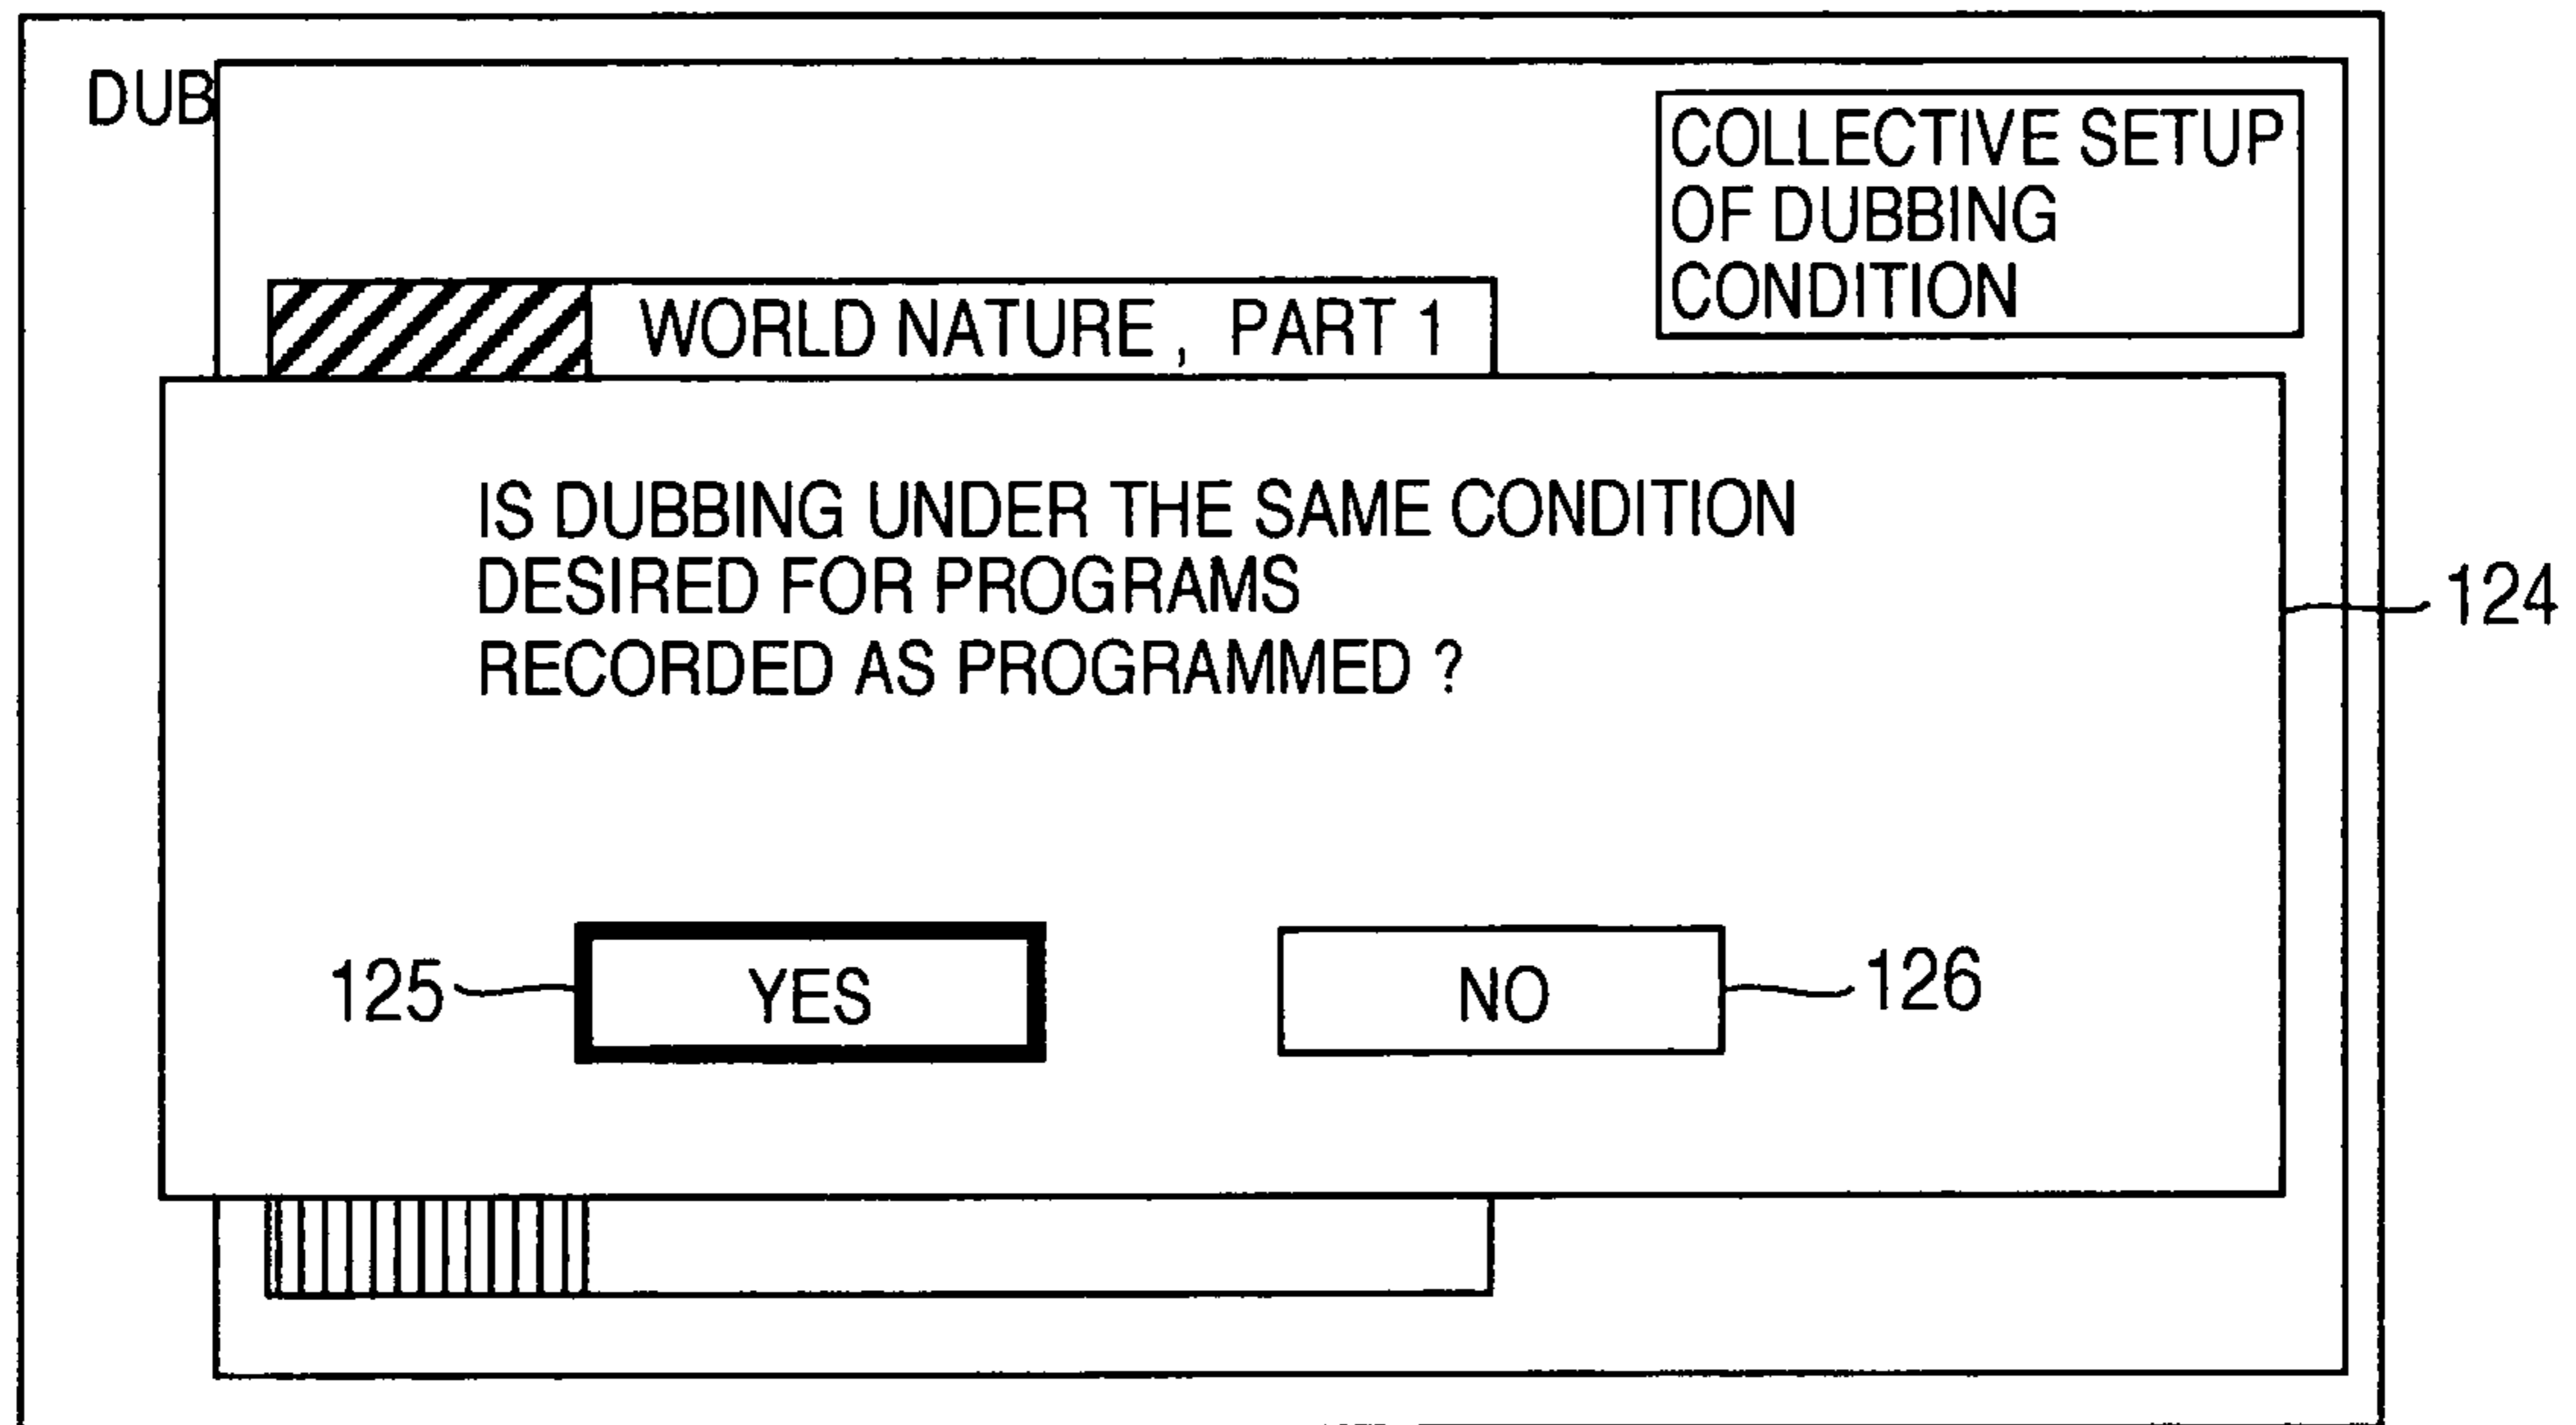 DUB
COLLECTIVE SETUP
OF DUBBING
CONDITION
WORLD NATURE , PART 1
IS DUBBING UNDER THE SAME CONDITION
DESIRED FOR PROGRAMS
RECORDED AS PROGRAMMED ?
124
125
YES
NO
126